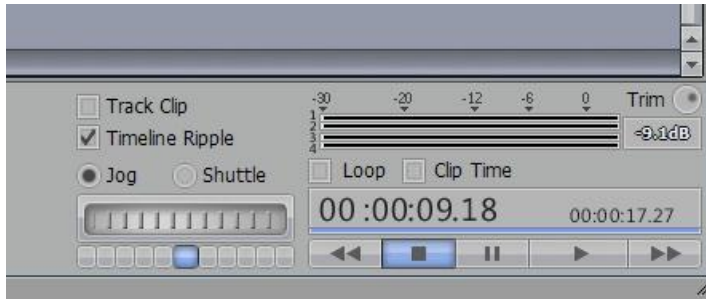 Track Clip
Timeline Ripple
Jog Shuttle
-30 -20 -12 -6 0 Trim
1
2
3
4
-9.1dB
Loop Clip Time
00:00:09.18 00:00:17.27